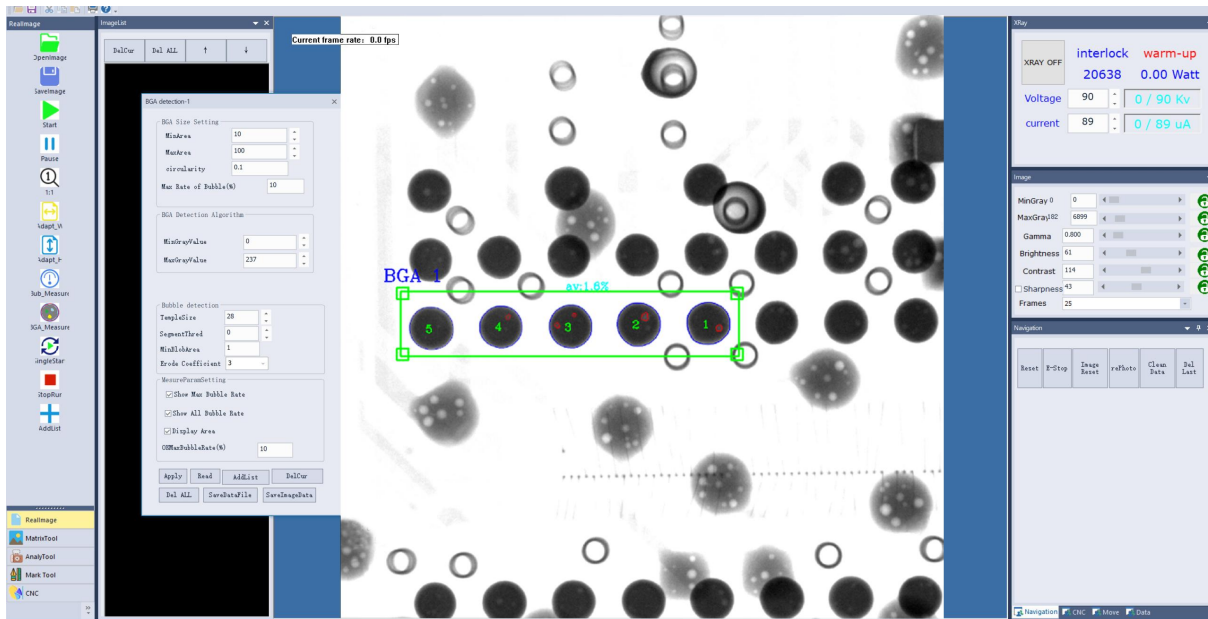 RealImage
OpenImage
SaveImage
Start
Pause
1:1
Adapt_W
Adapt_H
Sub_Measure
BGA_Measure
SingleStar
StopRur
AddList
RealImage
MatrixTool
AnalyTool
Mark Tool
CNC
ImageList
DelCur
Del ALL
↑
↓
BGA detection-1
BGA Size Setting
MinArea 10
MaxArea 100
circularity 0.1
Max Rate of Bubble(%) 10
BGA Detection Algorithm
MinGrayValue 0
MaxGrayValue 237
Bubble detection
TempleSize 28
SegmentThred 0
MinBlobArea 1
Erode Coefficient 3
MesureParamSetting
Show Max Bubble Rate
Show All Bubble Rate
Display Area
OKMaxBubbleRate(%) 10
Apply Read AddList DelCur
Del ALL SaveDataFile SaveImageData
Current frame rate: 0.0 fps
BGA 1
av:1.6%
5 4 3 2 1
XRay
XRAY OFF
interlock warm-up
20638 0.00 Watt
Voltage 90 0 / 90 Kv
current 89 0 / 89 uA
Image
MinGray 0 0
MaxGray 182 6899
Gamma 0.800
Brightness 61
Contrast 114
Sharpness 43
Frames 25
Navigation
Reset
E-Stop
Image Reset
rePhoto
Clean Data
Del Last
Navigation CNC Move Data